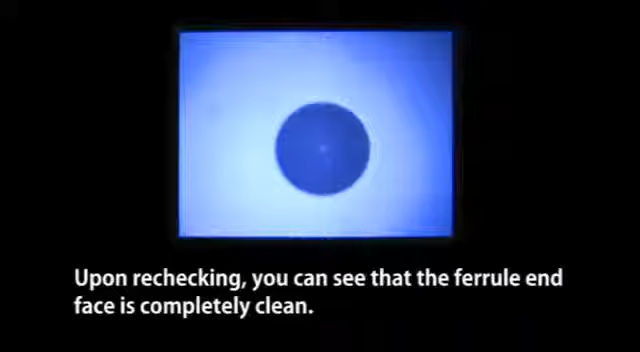 Upon rechecking, you can see that the ferrule end
face is completely clean.